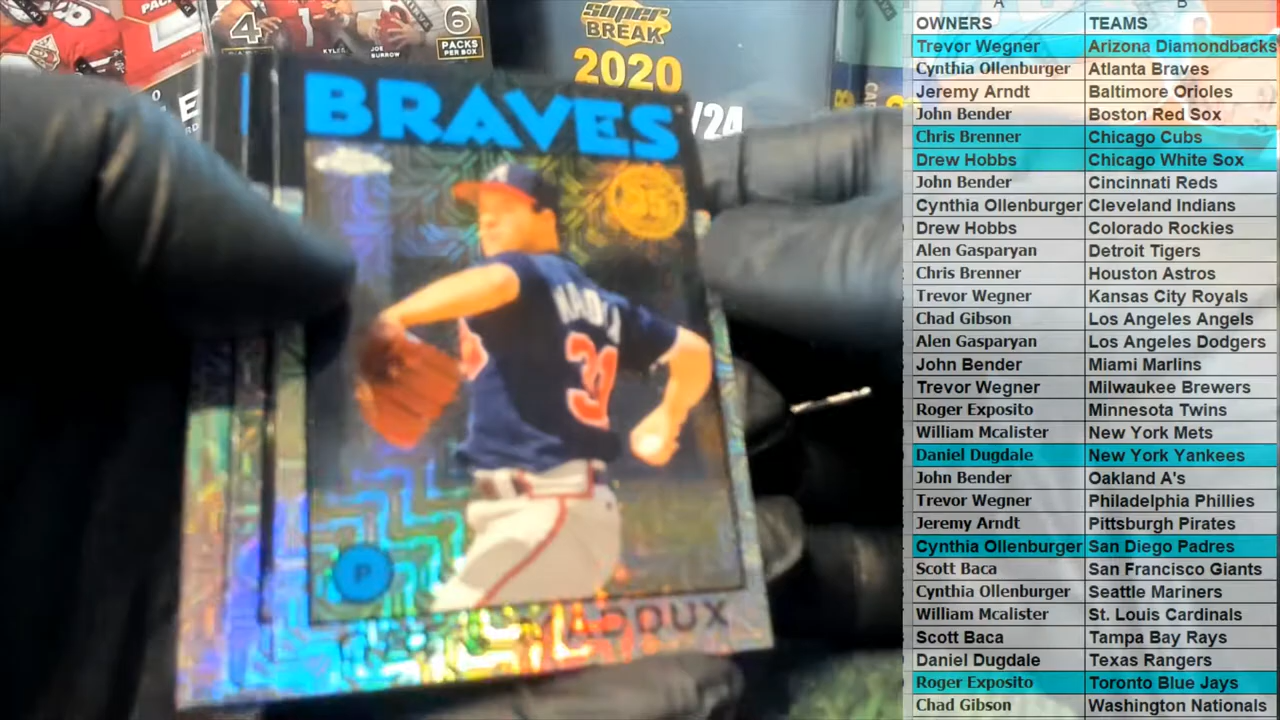 4
KYLE
JOE
BURROW
6
PACKS
PER BOX
SUPER
BREAK
2020
/24
BRAVES
35
31
P
MADDUX
A B
OWNERS TEAMS
Trevor Wegner Arizona Diamondbacks
Cynthia Ollenburger Atlanta Braves
Jeremy Arndt Baltimore Orioles
John Bender Boston Red Sox
Chris Brenner Chicago Cubs
Drew Hobbs Chicago White Sox
John Bender Cincinnati Reds
Cynthia Ollenburger Cleveland Indians
Drew Hobbs Colorado Rockies
Alen Gasparyan Detroit Tigers
Chris Brenner Houston Astros
Trevor Wegner Kansas City Royals
Chad Gibson Los Angeles Angels
Alen Gasparyan Los Angeles Dodgers
John Bender Miami Marlins
Trevor Wegner Milwaukee Brewers
Roger Exposito Minnesota Twins
William Mcalister New York Mets
Daniel Dugdale New York Yankees
John Bender Oakland A's
Trevor Wegner Philadelphia Phillies
Jeremy Arndt Pittsburgh Pirates
Cynthia Ollenburger San Diego Padres
Scott Baca San Francisco Giants
Cynthia Ollenburger Seattle Mariners
William Mcalister St. Louis Cardinals
Scott Baca Tampa Bay Rays
Daniel Dugdale Texas Rangers
Roger Exposito Toronto Blue Jays
Chad Gibson Washington Nationals